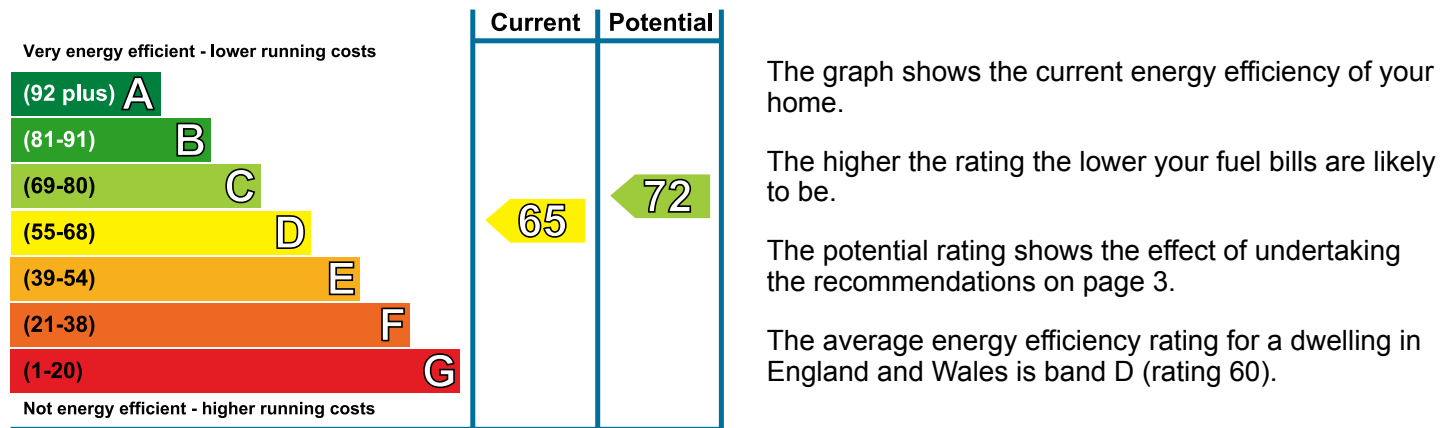 Current Potential
Very energy efficient - lower running costs
(92 plus) A
(81-91) B
(69-80) C
(55-68) D
(39-54) E
(21-38) F
(1-20) G
Not energy efficient - higher running costs
65
72
The graph shows the current energy efficiency of your
home.
The higher the rating the lower your fuel bills are likely
to be.
The potential rating shows the effect of undertaking
the recommendations on page 3.
The average energy efficiency rating for a dwelling in
England and Wales is band D (rating 60).